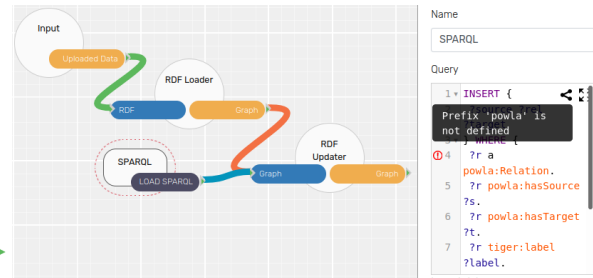 Input
Uploaded Data
RDF Loader
RDF
Graph
RDF
Updater
SPARQL
LOAD SPARQL
Graph
Graph
Name
SPARQL
Query
1 INSERT {
Prefix 'powla' is
not defined
} WHERE {
4 ?r a
powla:Relation.
5 ?r powla:hasSource
?s.
6 ?r powla:hasTarget
?t.
7 ?r tiger:label
?label.